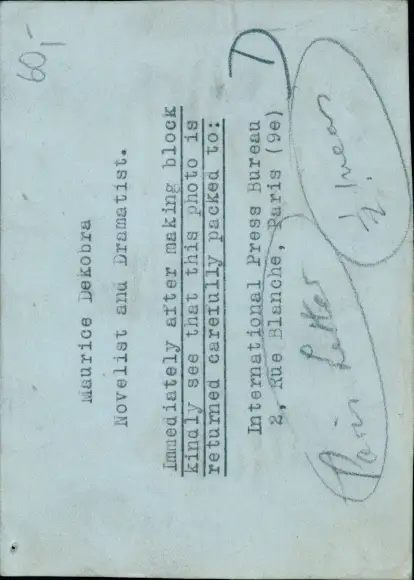 60,-
Maurice Dekobra
Novelist and Dramatist.
Immediately after making block
kindly see that this photo is
returned carefully packed to:
International Press Bureau
2, Rue Blanche, Paris (9e)
Paris Letter